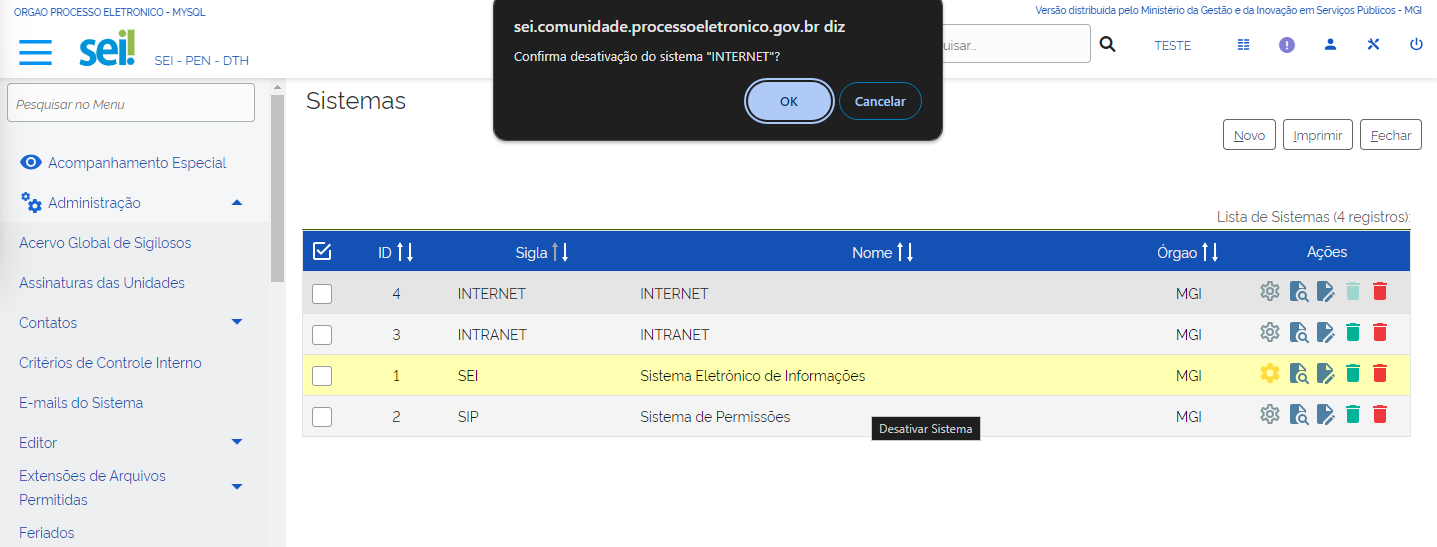 ORGAO PROCESSO ELETRONICO - MYSQL
Versão distribuida pelo Ministério da Gestão e da Inovação em Serviços Públicos - MGI
sei.comunidade.processoeletronico.gov.br diz
Confirma desativação do sistema "INTERNET"?
OK
Cancelar
sei!
SEI - PEN - DTH
TESTE
Pesquisar no Menu
Sistemas
Novo
Imprimir
Fechar
Acompanhamento Especial
Administração
Acervo Global de Sigilosos
Assinaturas das Unidades
Contatos
Critérios de Controle Interno
E-mails do Sistema
Editor
Extensões de Arquivos
Permitidas
Feriados
Lista de Sistemas (4 registros):
ID Sigla Nome Órgao Ações
4 INTERNET INTERNET MGI
3 INTRANET INTRANET MGI
1 SEI Sistema Eletrônico de Informações MGI
2 SIP Sistema de Permissões MGI
Desativar Sistema